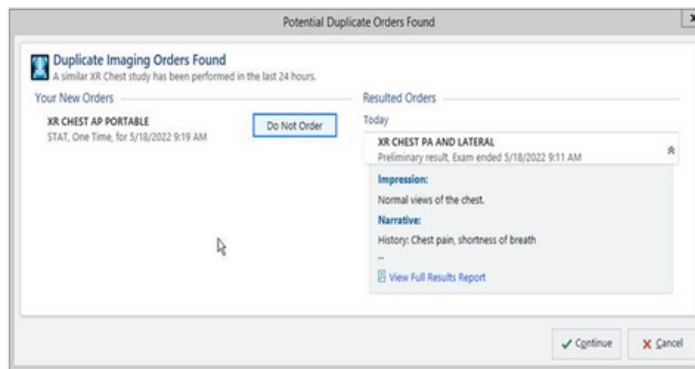 Potential Duplicate Orders Found
x
Duplicate Imaging Orders Found
A similar XR Chest study has been performed in the last 24 hours.
Your New Orders
XR CHEST AP PORTABLE
STAT, One Time, for 5/18/2022 9:19 AM
Do Not Order
Resulted Orders
Today
XR CHEST PA AND LATERAL
Preliminary result, Exam ended 5/18/2022 9:11 AM
Impression:
Normal views of the chest.
Narrative:
History: Chest pain, shortness of breath
--
View Full Results Report
Continue
Cancel